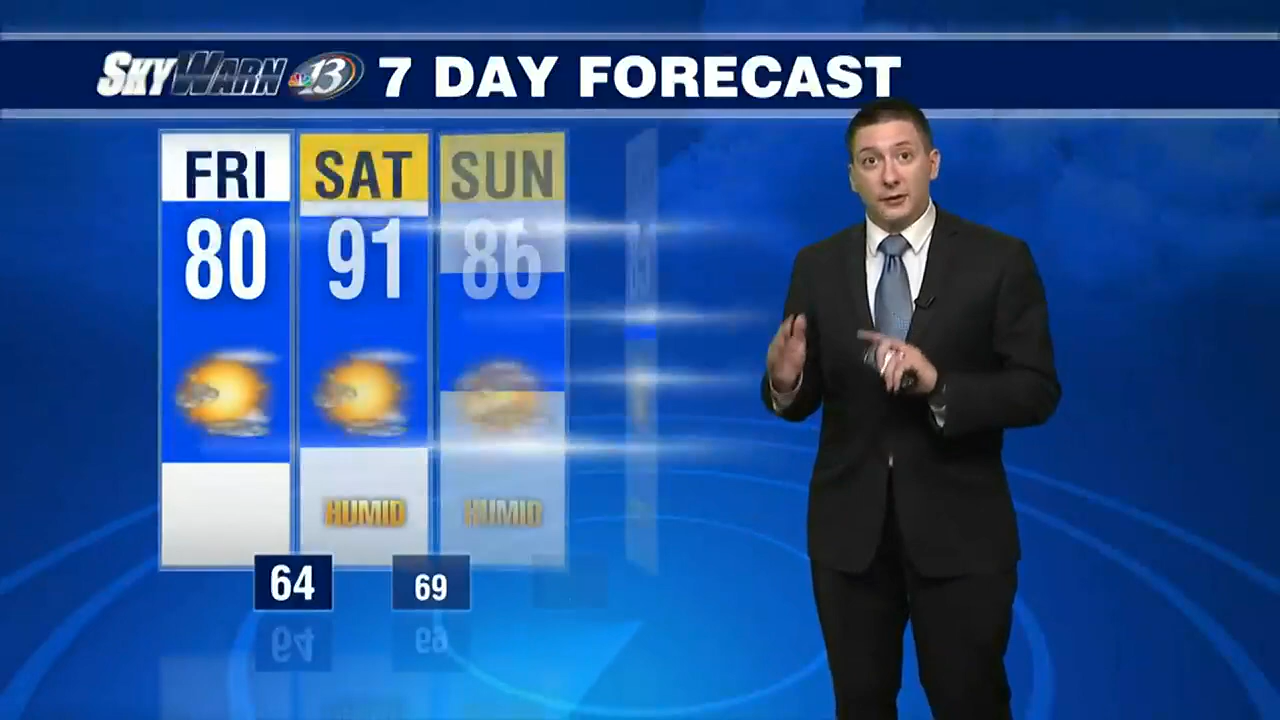 SKYWARN 13 7 DAY FORECAST
FRI SAT SUN
80 91 86
HUMID HUMID
64 69